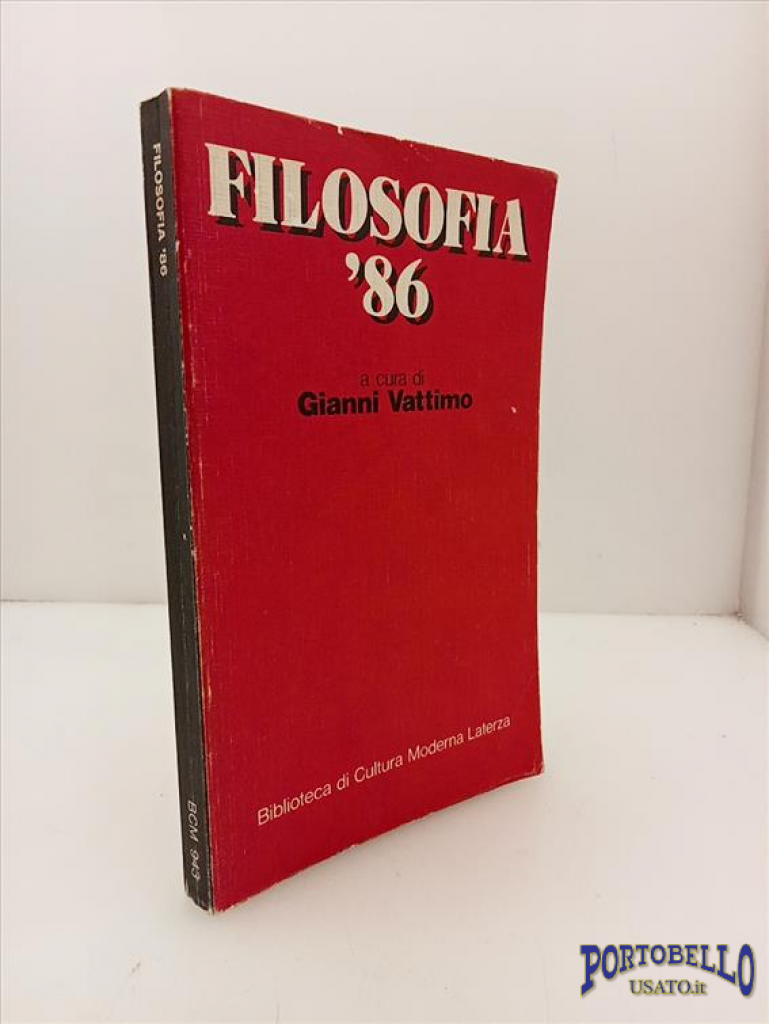 FILOSOFIA '86
BCM 943
FILOSOFIA
'86
a cura di
Gianni Vattimo
Biblioteca di Cultura Moderna Laterza
PORTOBELLO
USATO.it